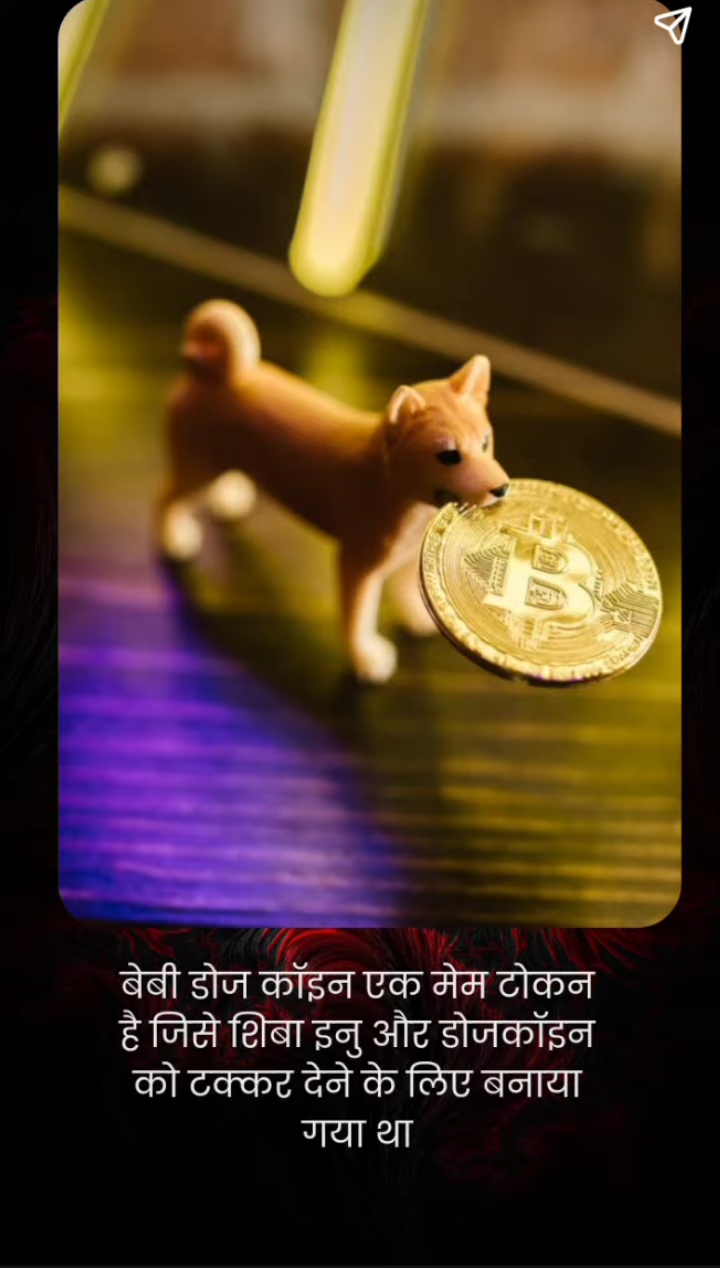 बेबी डोज कॉइन एक मेम टोकन
है जिसे शिबा इनु और डोजकॉइन
को टक्कर देने के लिए बनाया
गया था